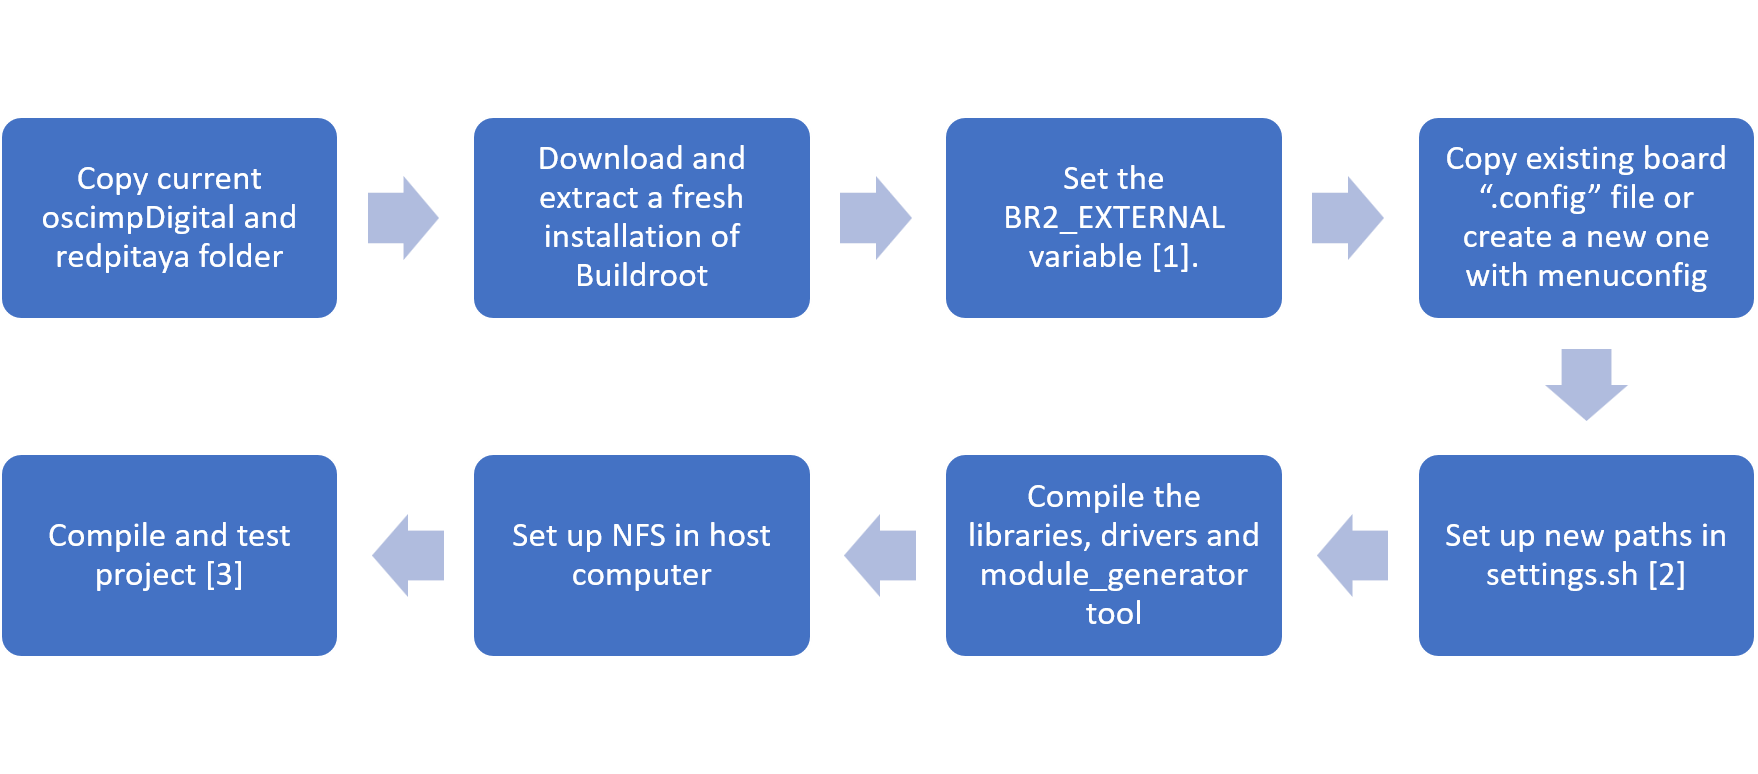 Copy current
oscimpDigital and
redpitaya folder
Download and
extract a fresh
installation of
Buildroot
Set the
BR2_EXTERNAL
variable [1].
Copy existing board
“.config” file or
create a new one
with menuconfig
Set up new paths in
settings.sh [2]
Compile the
libraries, drivers and
module_generator
tool
Set up NFS in host
computer
Compile and test
project [3]